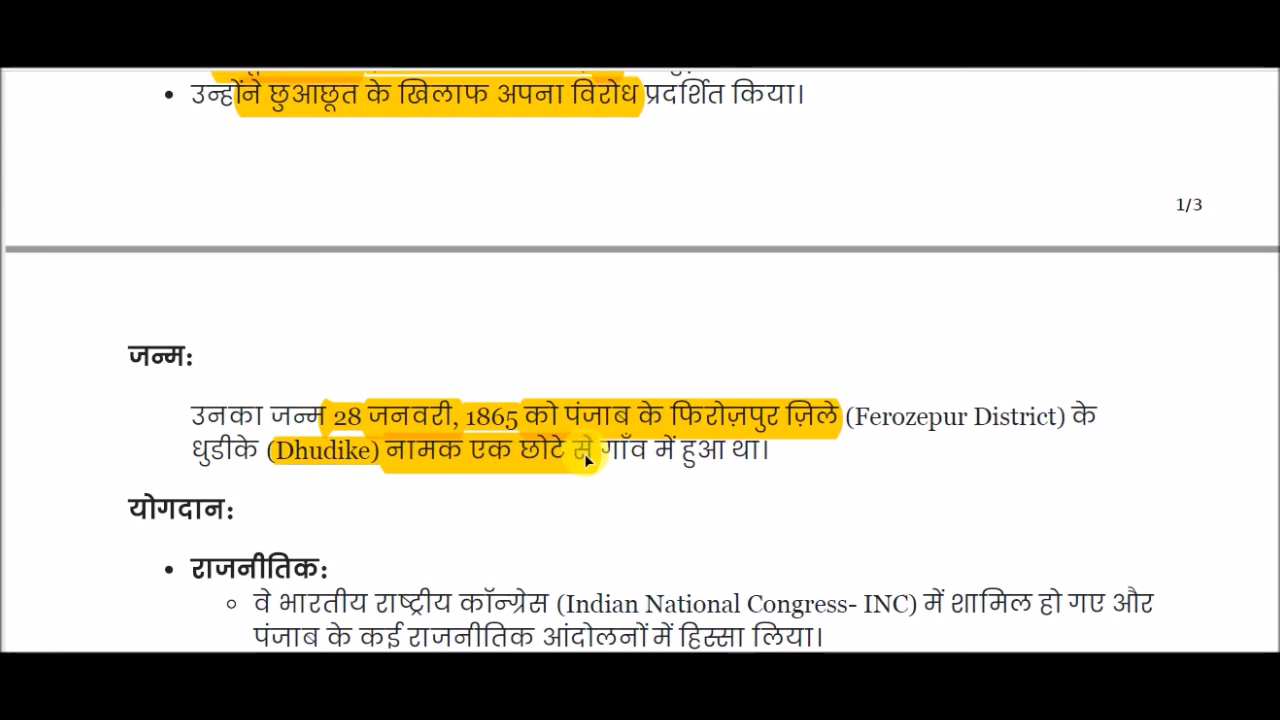 उन्होंने छुआछूत के खिलाफ अपना विरोध प्रदर्शित किया।
1/3
जन्म:
उनका जन्म 28 जनवरी, 1865 को पंजाब के फिरोज़पुर ज़िले (Ferozepur District) के
धुडीके (Dhudike) नामक एक छोटे से गाँव में हुआ था।
योगदान:
राजनीतिक:
वे भारतीय राष्ट्रीय कॉन्ग्रेस (Indian National Congress- INC) में शामिल हो गए और
पंजाब के कई राजनीतिक आंदोलनों में हिस्सा लिया।